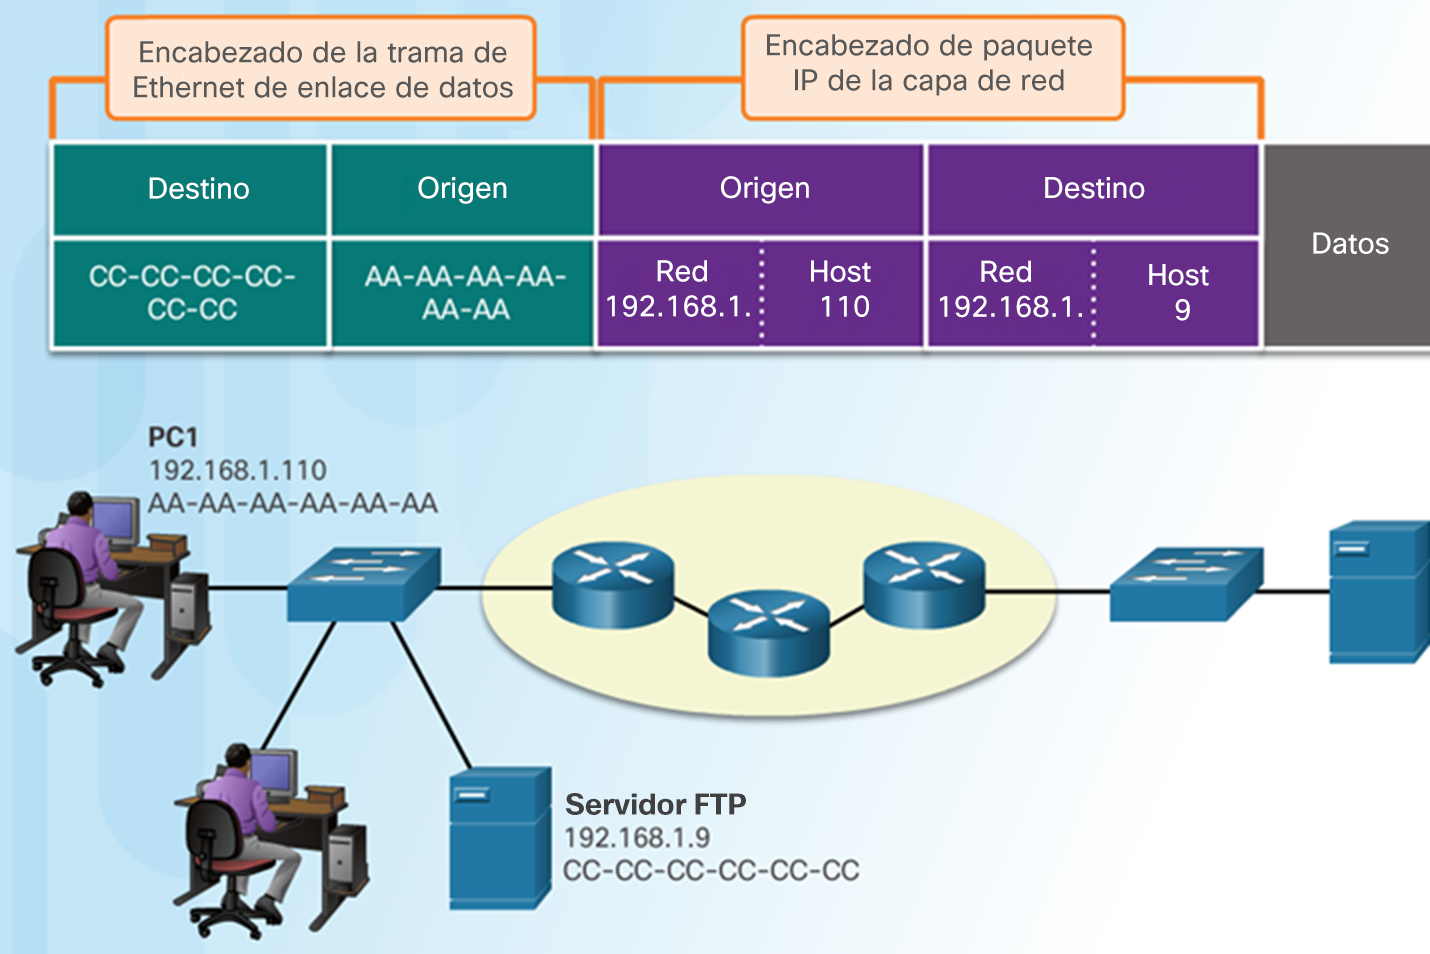 Encabezado de la trama de
Ethernet de enlace de datos
Encabezado de paquete
IP de la capa de red
Destino
Origen
Origen
Destino
Datos
CC-CC-CC-CC-
CC-CC
AA-AA-AA-AA-
AA-AA
Red
192.168.1.
Host
110
Red
192.168.1.
Host
9
PC1
192.168.1.110
AA-AA-AA-AA-AA-AA
Servidor FTP
192.168.1.9
CC-CC-CC-CC-CC-CC